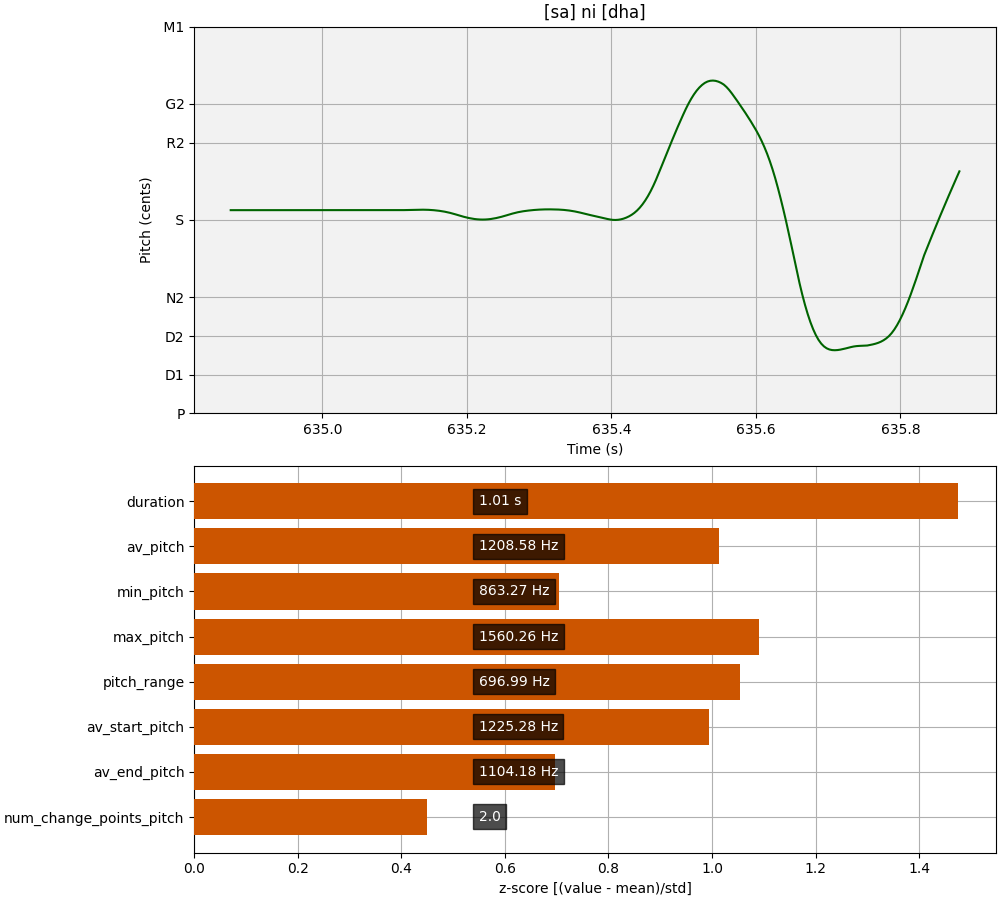 [sa] ni [dha]
M1
G2
R2
S
N2
D2
D1
P
Pitch (cents)
635.0 635.2 635.4 635.6 635.8
Time (s)
duration 1.01 s
av_pitch 1208.58 Hz
min_pitch 863.27 Hz
max_pitch 1560.26 Hz
pitch_range 696.99 Hz
av_start_pitch 1225.28 Hz
av_end_pitch 1104.18 Hz
num_change_points_pitch 2.0
0.0 0.2 0.4 0.6 0.8 1.0 1.2 1.4
z-score [(value - mean)/std]